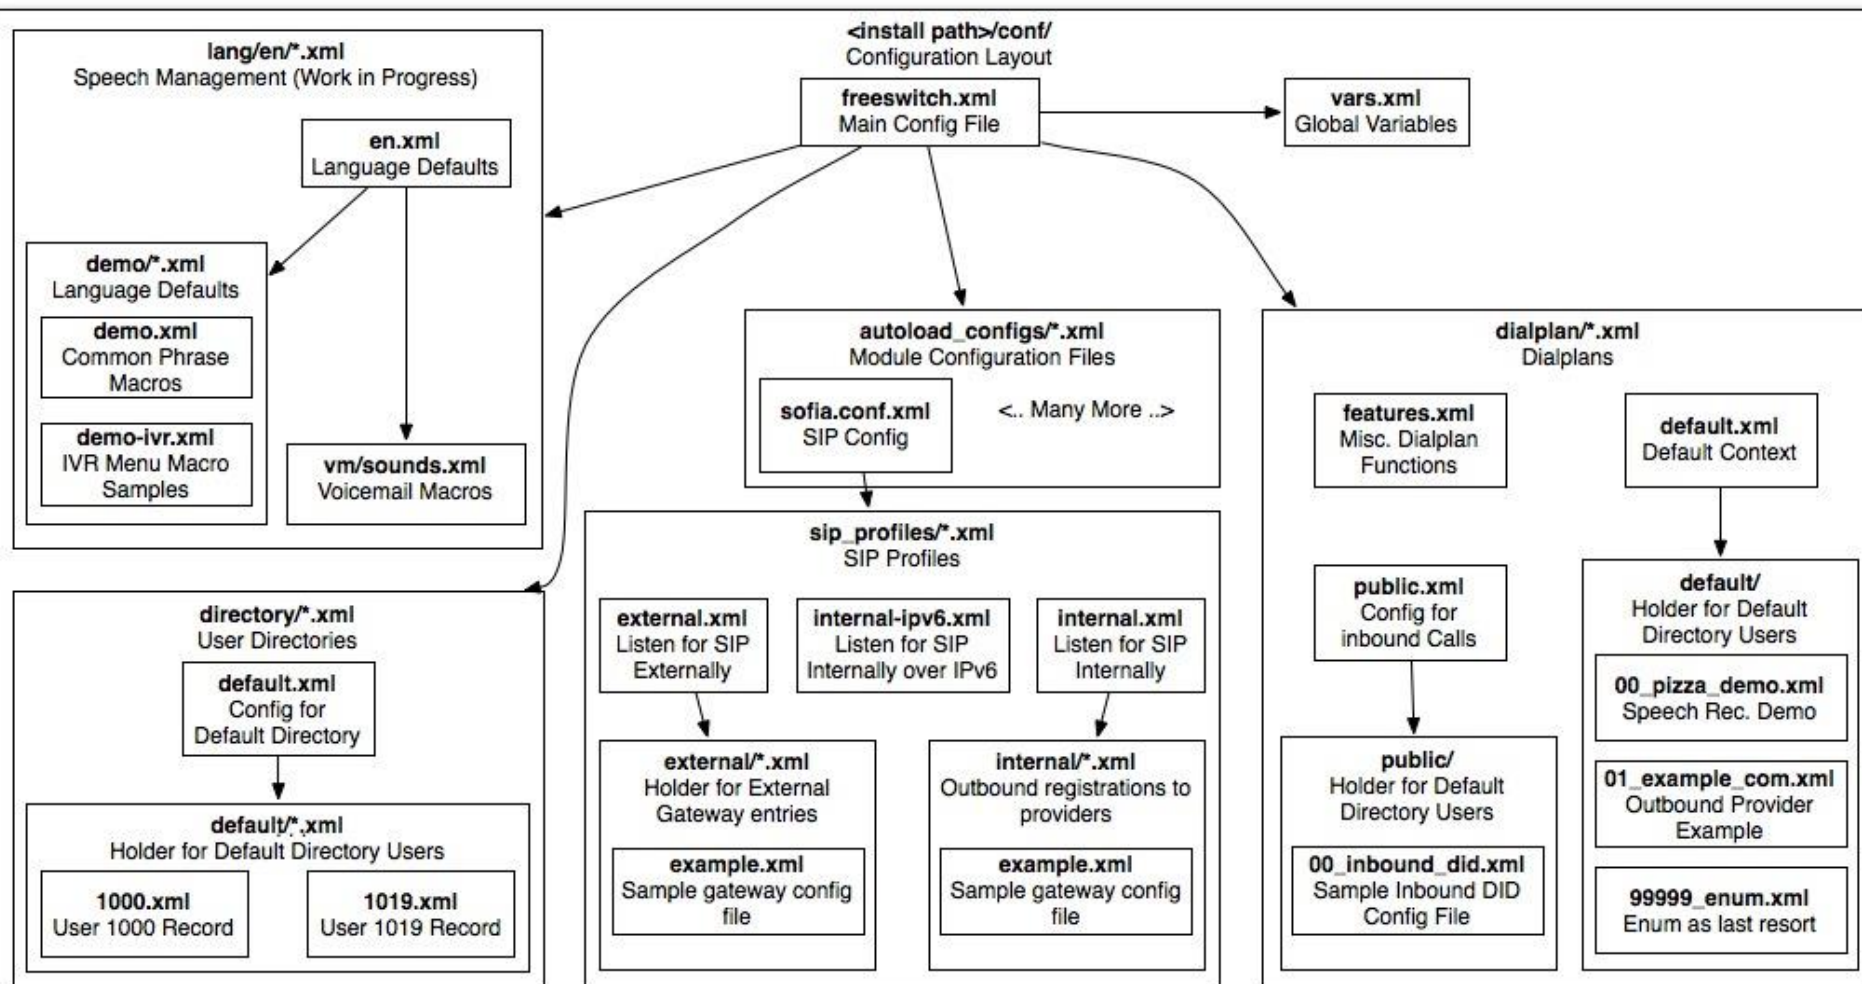 <install path>/conf/
Configuration Layout
freeswitch.xml
Main Config File
vars.xml
Global Variables
lang/en/*.xml
Speech Management (Work in Progress)
en.xml
Language Defaults
demo/*.xml
Language Defaults
demo.xml
Common Phrase
Macros
demo-ivr.xml
IVR Menu Macro
Samples
vm/sounds.xml
Voicemail Macros
directory/*.xml
User Directories
default.xml
Config for
Default Directory
default/*.xml
Holder for Default Directory Users
1000.xml
User 1000 Record
1019.xml
User 1019 Record
autoload_configs/*.xml
Module Configuration Files
sofia.conf.xml
SIP Config
<.. Many More ..>
sip_profiles/*.xml
SIP Profiles
external.xml
Listen for SIP
Externally
internal-ipv6.xml
Listen for SIP
Internally over IPv6
internal.xml
Listen for SIP
Internally
external/*.xml
Holder for External
Gateway entries
example.xml
Sample gateway config
file
internal/*.xml
Outbound registrations to
providers
example.xml
Sample gateway config
file
dialplan/*.xml
Dialplans
features.xml
Misc. Dialplan
Functions
default.xml
Default Context
public.xml
Config for
inbound Calls
public/
Holder for Default
Directory Users
00_inbound_did.xml
Sample Inbound DID
Config File
default/
Holder for Default
Directory Users
00_pizza_demo.xml
Speech Rec. Demo
01_example_com.xml
Outbound Provider
Example
99999_enum.xml
Enum as last resort